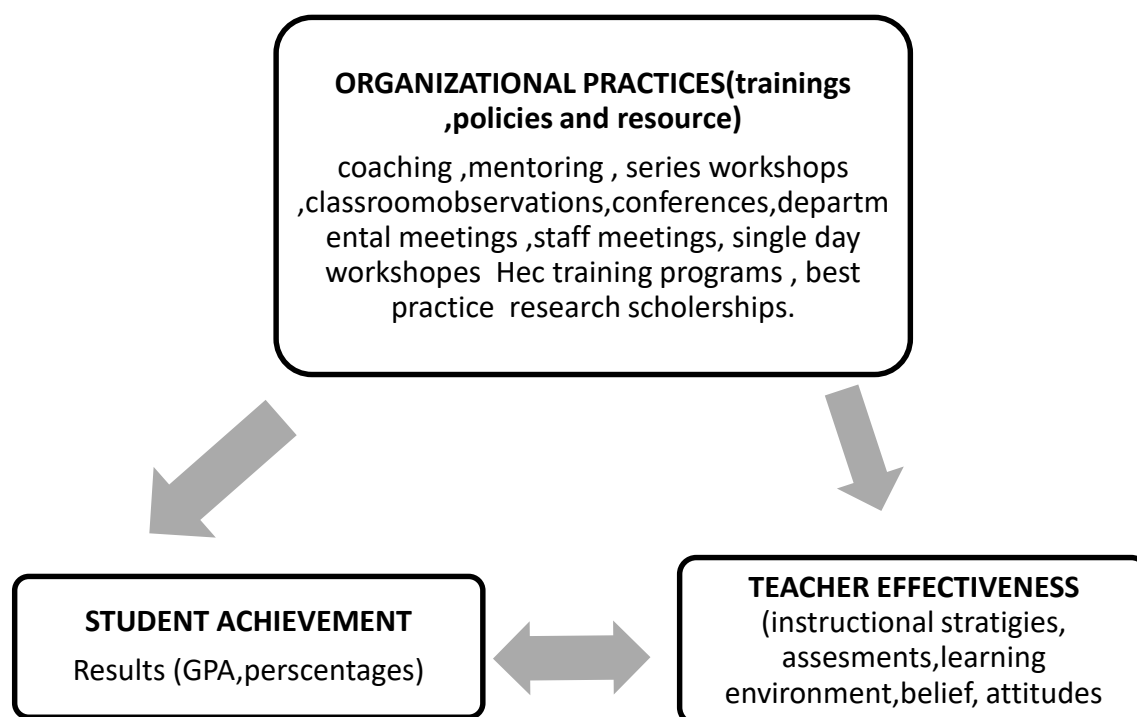 ORGANIZATIONAL PRACTICES(trainings
,policies and resource)
coaching ,mentoring , series workshops
,classroomobservations,conferences,departm
ental meetings ,staff meetings, single day
workshopes Hec training programs , best
practice research scholerships.
STUDENT ACHIEVEMENT
Results (GPA,perscentages)
TEACHER EFFECTIVENESS
(instructional stratigies,
assesments,learning
environment,belief, attitudes